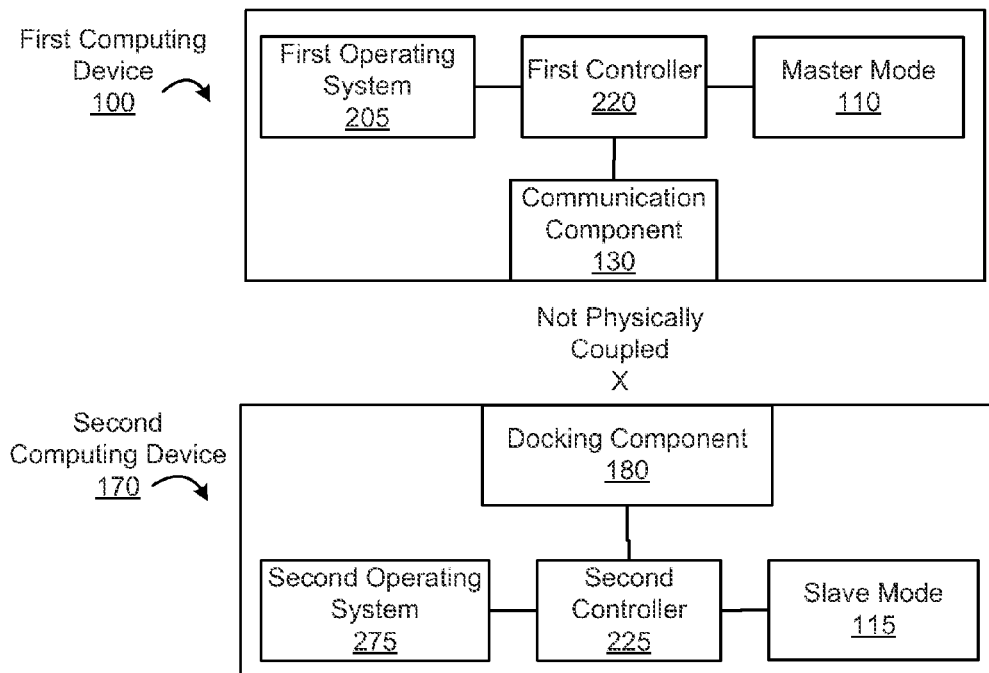 First Computing
Device
100
First Operating
System
205
First Controller
220
Master Mode
110
Communication
Component
130
Not Physically
Coupled
X
Second
Computing Device
170
Docking Component
180
Second Operating
System
275
Second
Controller
225
Slave Mode
115